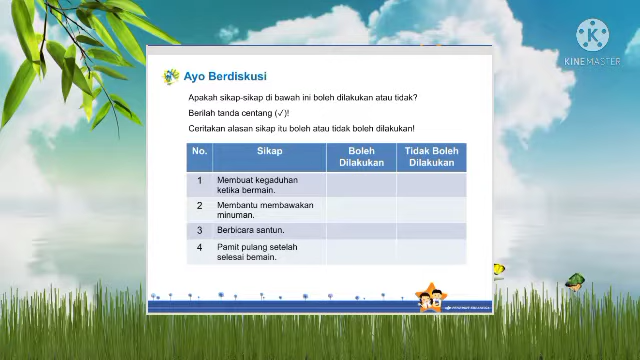 KINEMASTER
Ayo Berdiskusi
Apakah sikap-sikap di bawah ini boleh dilakukan atau tidak?
Berilah tanda centang (✓)!
Ceritakan alasan sikap itu boleh atau tidak boleh dilakukan!
No. Sikap Boleh Dilakukan Tidak Boleh Dilakukan
1 Membuat kegaduhan
ketika bermain.
2 Membantu membawakan
minuman.
3 Berbicara santun.
4 Pamit pulang setelah
selesai bemain.